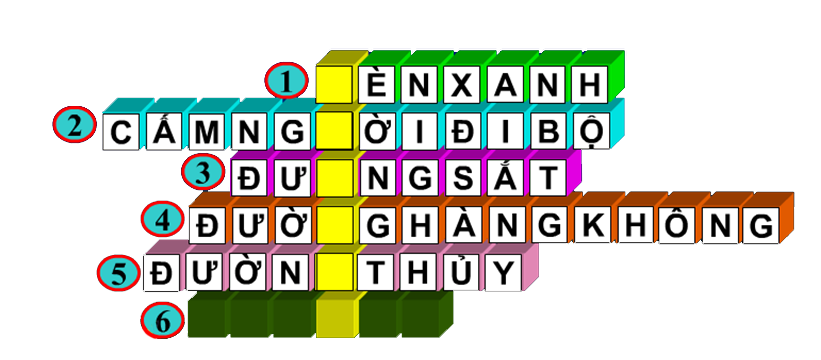 1 ÈNXANH
2 CẤMNG ỜIĐIBỘ
3 ĐƯ NGSẮT
4 ĐƯỜ GHÀNGKHÔNG
5 ĐƯỜN THỦY
6